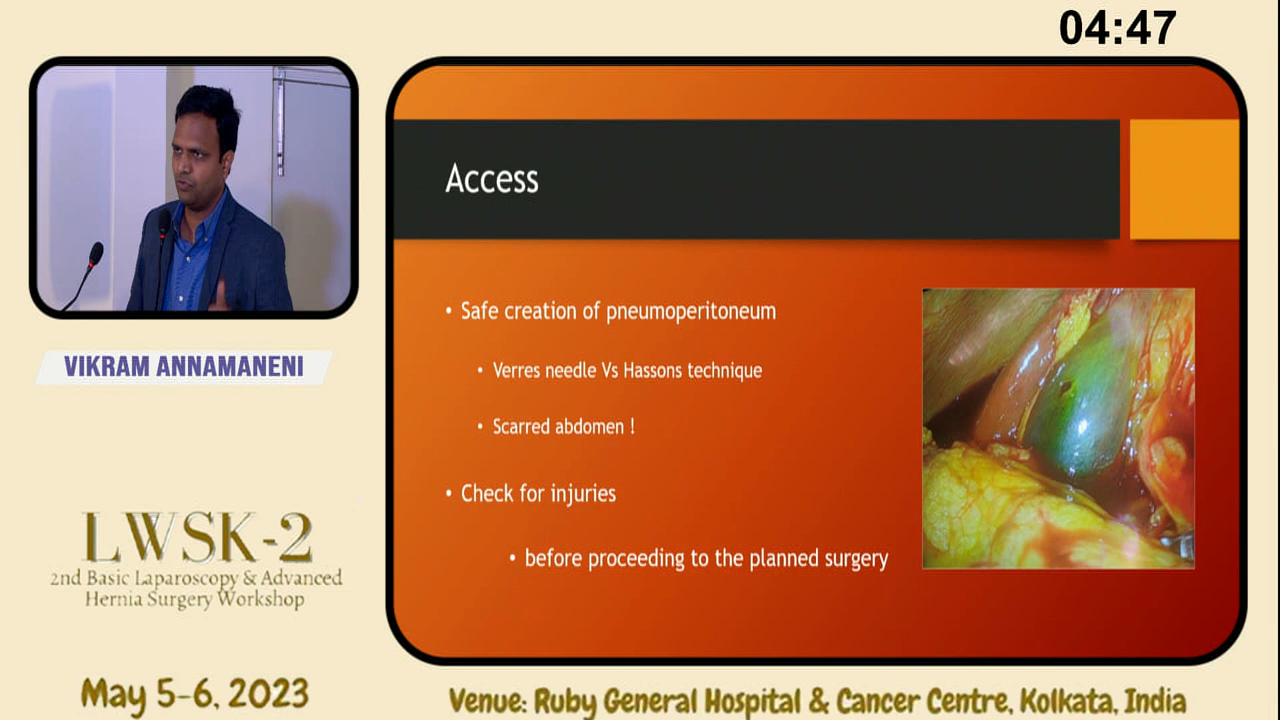 04:47
Access
• Safe creation of pneumoperitoneum
• Verres needle Vs Hassons technique
• Scarred abdomen !
• Check for injuries
• before proceeding to the planned surgery
VIKRAM ANNAMANENI
LWSK-2
2nd Basic Laparoscopy & Advanced
Hernia Surgery Workshop
May 5-6, 2023
Venue: Ruby General Hospital & Cancer Centre, Kolkata, India